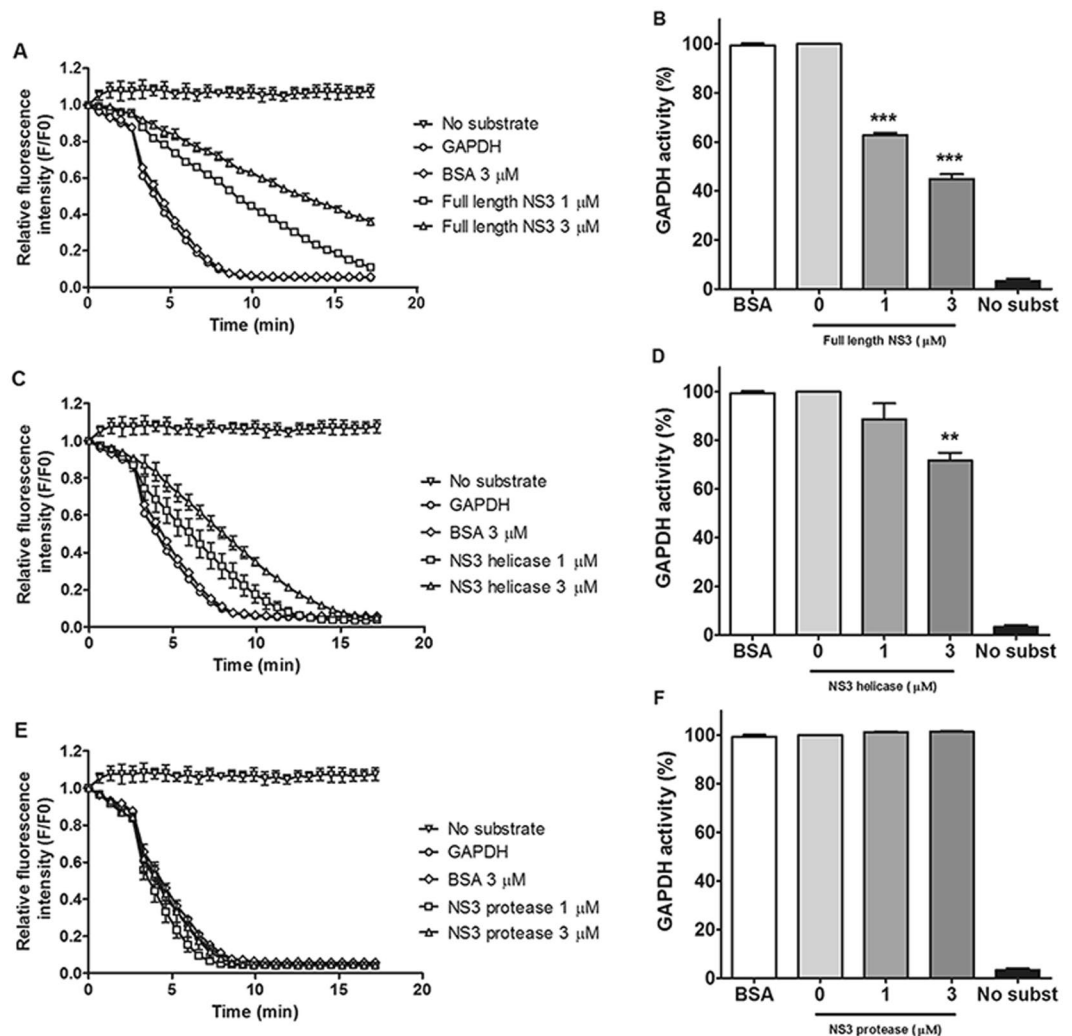 A
Relative fluorescence
intensity (F/F0)
1.2
1.0
0.8
0.6
0.4
0.2
0.0
0
5
10
15
20
Time (min)
No substrate
GAPDH
BSA 3 μM
Full length NS3 1 μM
Full length NS3 3 μM
B
GAPDH activity (%)
100
80
60
40
20
0
***
***
BSA
0
1
3
No subst
Full length NS3 (μM)
C
Relative fluorescence
intensity (F/F0)
1.2
1.0
0.8
0.6
0.4
0.2
0.0
0
5
10
15
20
Time (min)
No substrate
GAPDH
BSA 3 μM
NS3 helicase 1 μM
NS3 helicase 3 μM
D
GAPDH activity (%)
100
80
60
40
20
0
**
BSA
0
1
3
No subst
NS3 helicase (μM)
E
Relative fluorescence
intensity (F/F0)
1.2
1.0
0.8
0.6
0.4
0.2
0.0
0
5
10
15
20
Time (min)
No substrate
GAPDH
BSA 3 μM
NS3 protease 1 μM
NS3 protease 3 μM
F
GAPDH activity (%)
100
80
60
40
20
0
BSA
0
1
3
No subst
NS3 protease (μM)